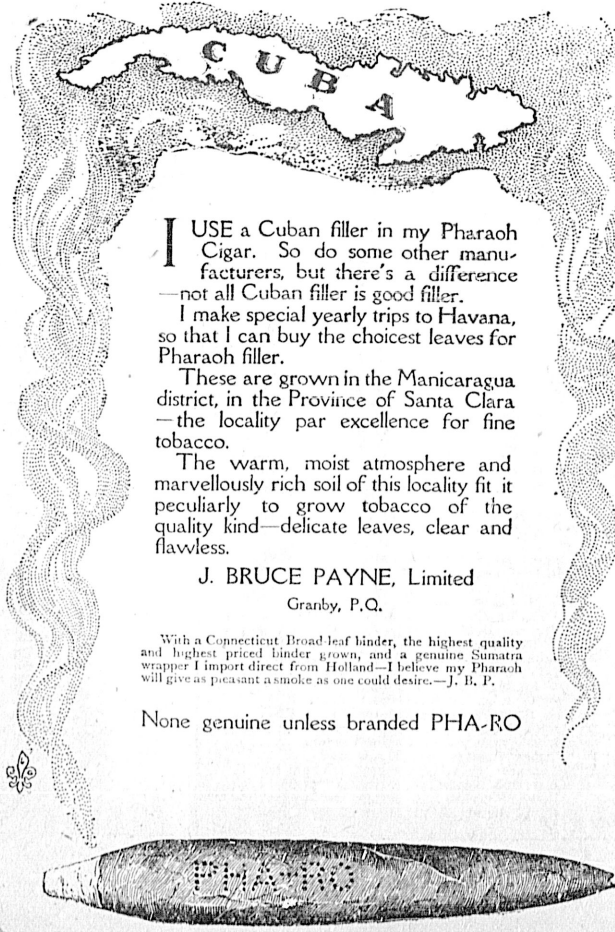 CUBA
I USE a Cuban filler in my Pharaoh
Cigar. So do some other manu-
facturers, but there's a difference
—not all Cuban filler is good filler.
I make special yearly trips to Havana,
so that I can buy the choicest leaves for
Pharaoh filler.
These are grown in the Manicaragua
district, in the Province of Santa Clara
—the locality par excellence for fine
tobacco.
The warm, moist atmosphere and
marvellously rich soil of this locality fit it
peculiarly to grow tobacco of the
quality kind—delicate leaves, clear and
flawless.
J. BRUCE PAYNE, Limited
Granby, P.Q.
With a Connecticut Broad-leaf binder, the highest quality
and highest priced binder grown, and a genuine Sumatra
wrapper I import direct from Holland—I believe my Pharaoh
will give as pleasant a smoke as one could desire.—J. B. P.
None genuine unless branded PHA-RO
PHA-RO